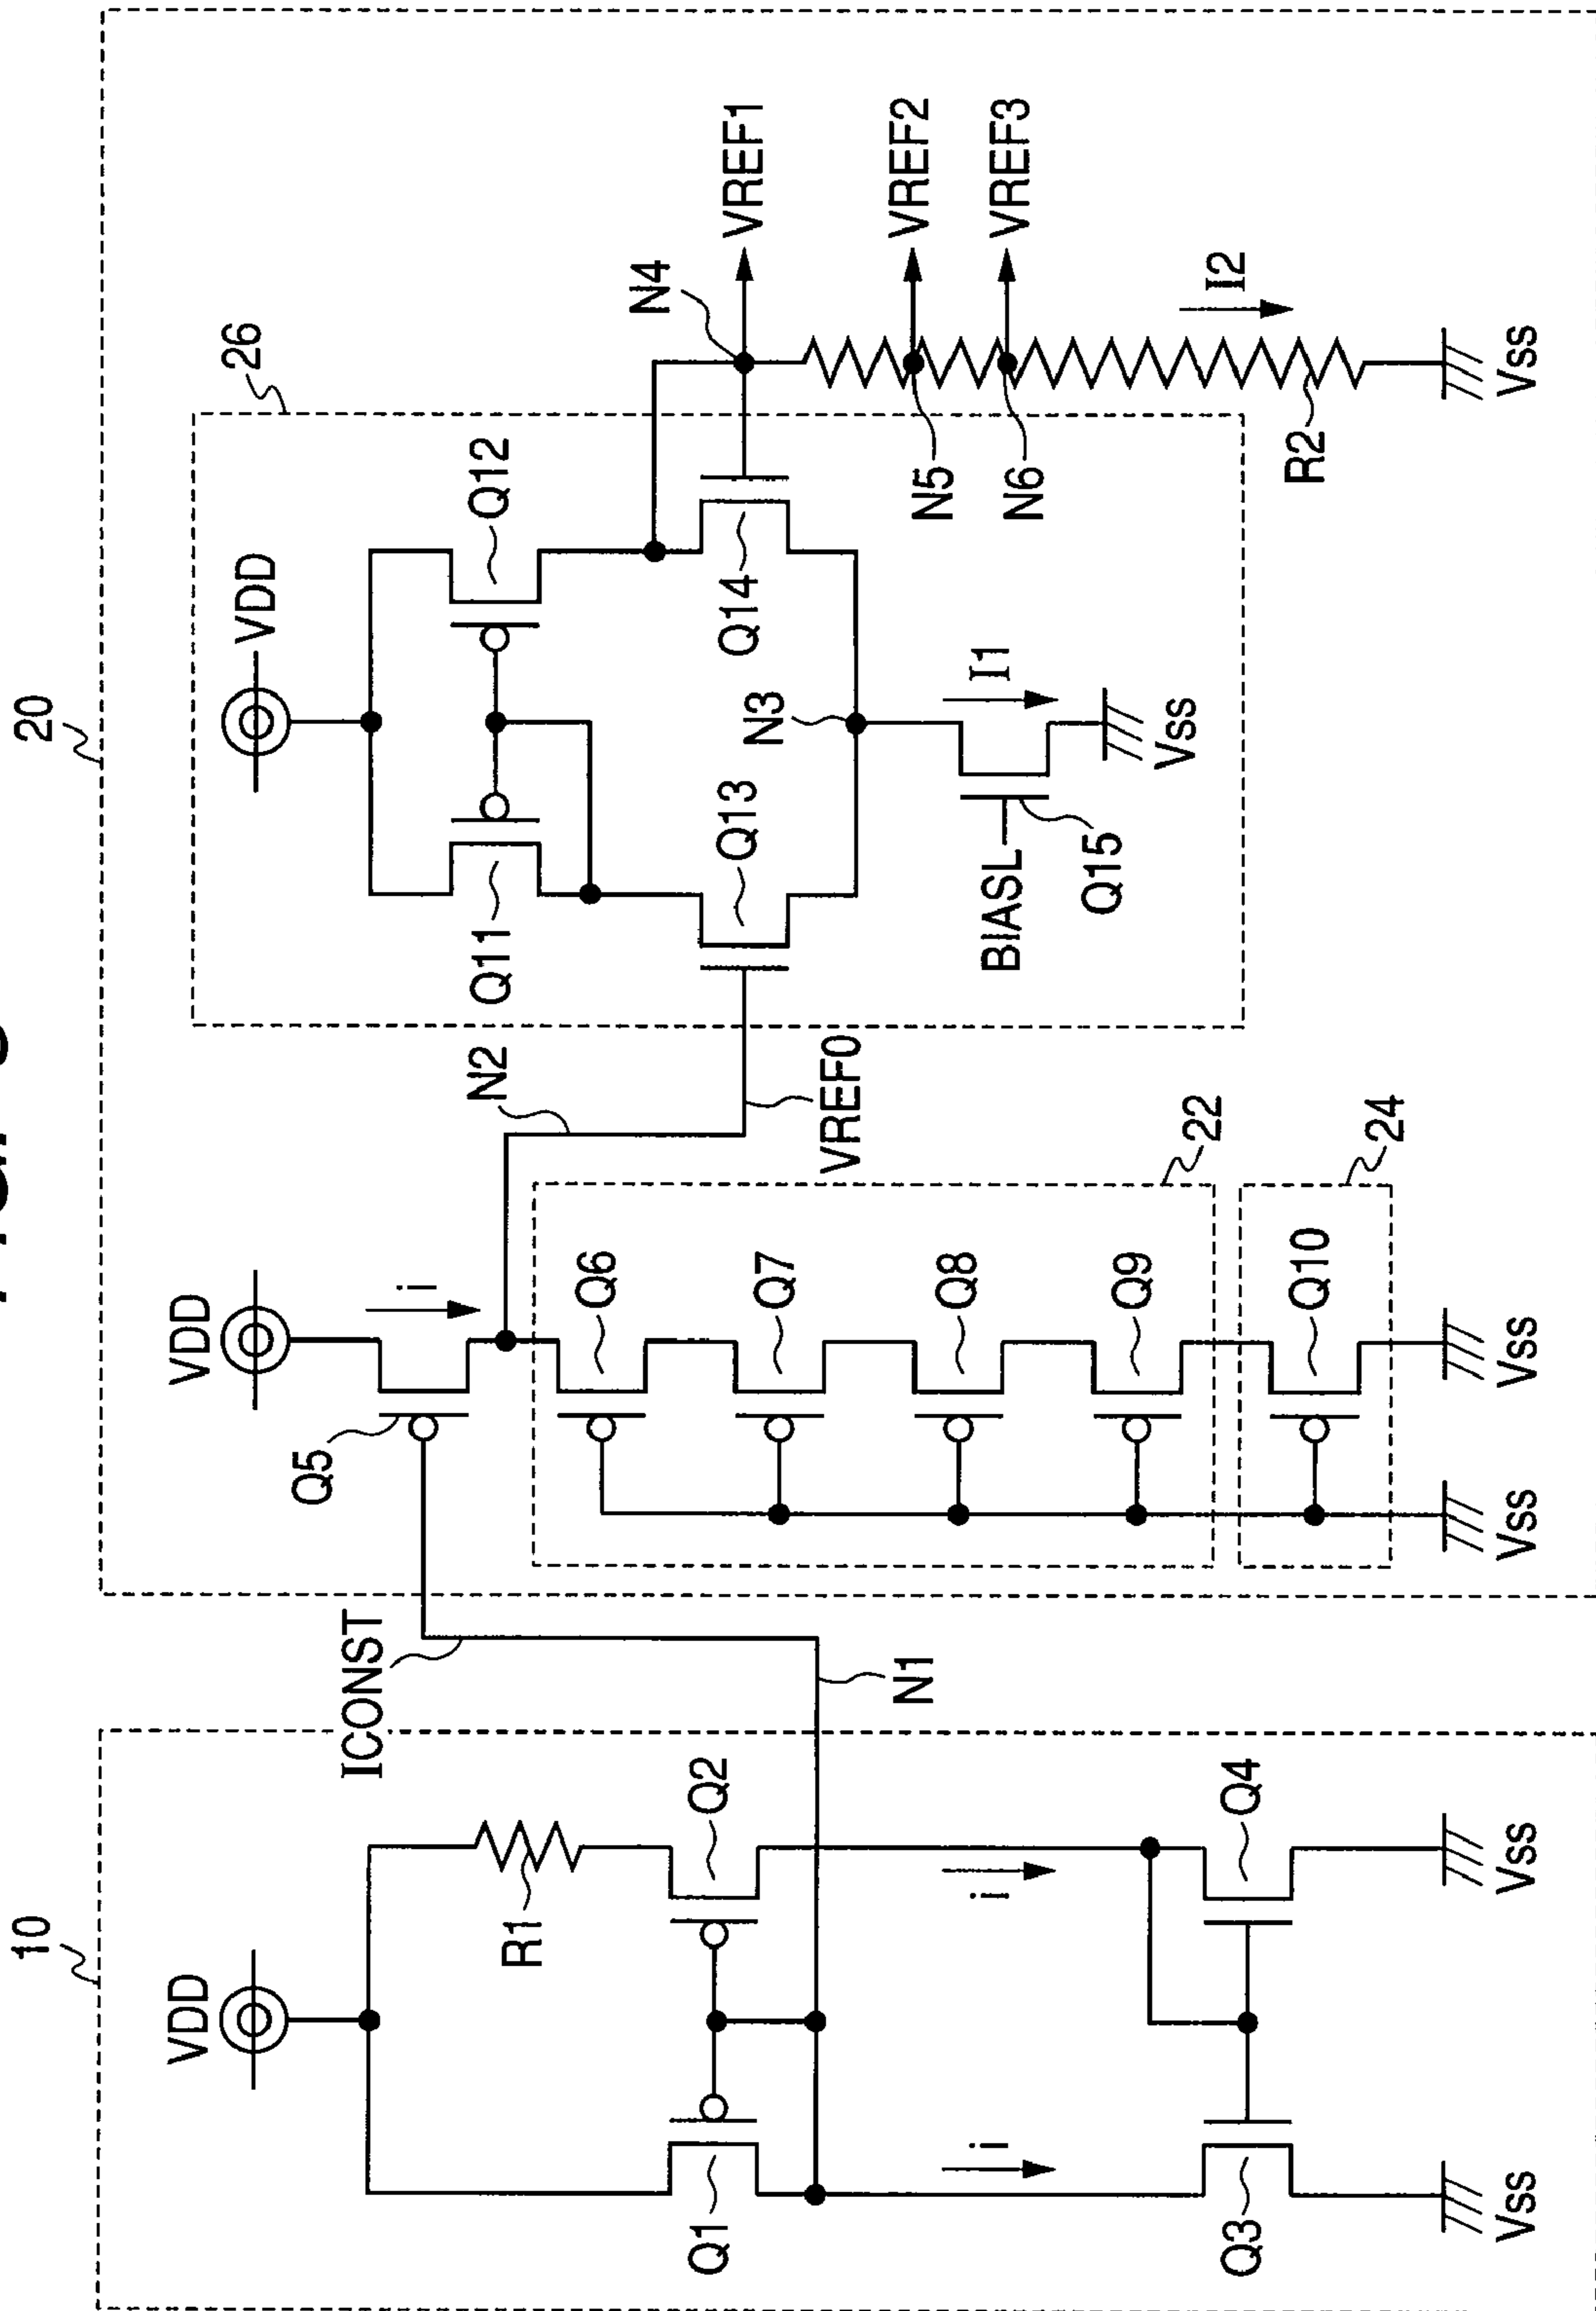 10
VDD
R1
Q1
Q2
i
i
Q3
Q4
Vss
Vss
ICONST
N1
20
VDD
Q5
i
N2
VREF0
Q6
Q7
Q8
Q9
22
Q10
24
Vss
Vss
26
VDD
Q11
Q12
Q13
Q14
N3
I1
BIASL
Q15
Vss
N4
VREF1
N5
VREF2
N6
VREF3
I2
R2
Vss